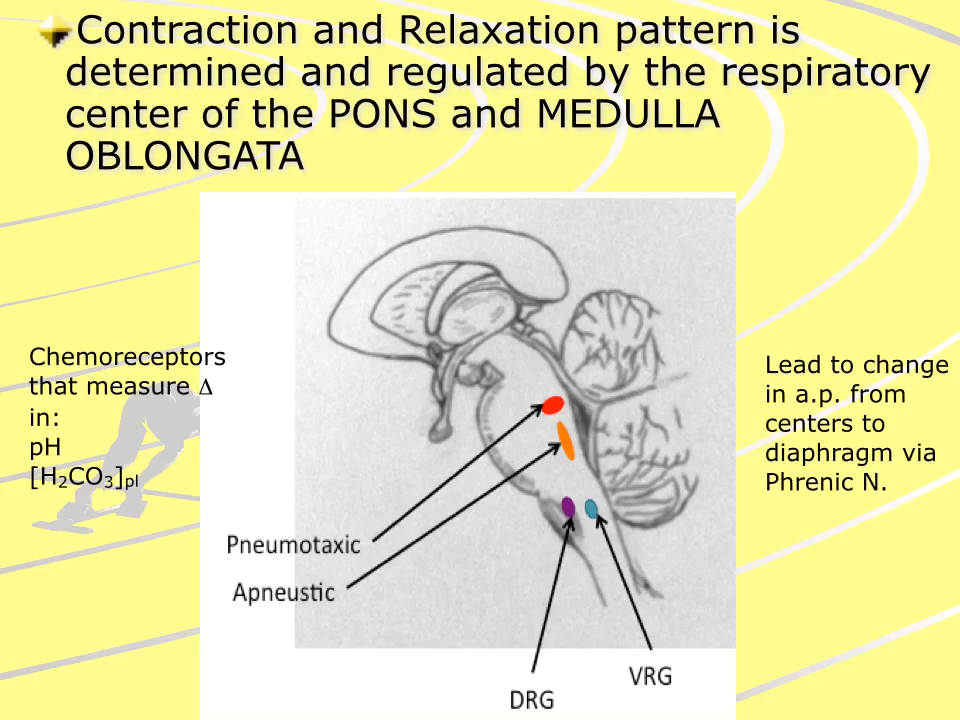 Contraction and Relaxation pattern is
determined and regulated by the respiratory
center of the PONS and MEDULLA
OBLONGATA
Chemoreceptors
that measure Δ
in:
pH
[H₂CO₃]pl
Lead to change
in a.p. from
centers to
diaphragm via
Phrenic N.
Pneumotaxic
Apneustic
VRG
DRG